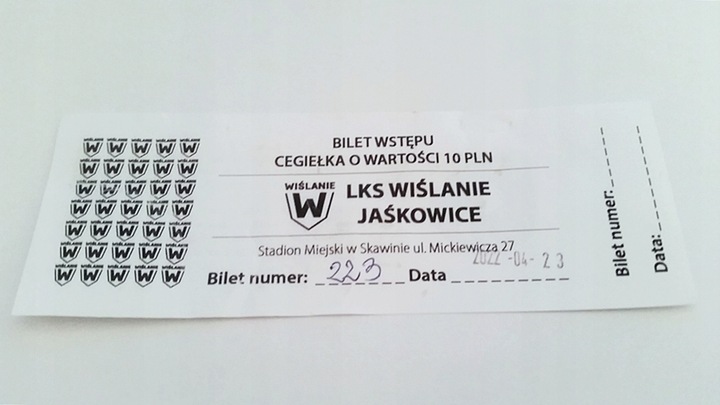 BILET WSTĘPU
CEGIEŁKA O WARTOŚCI 10 PLN
WIŚLANIE
W
LKS WIŚLANIE
JAŚKOWICE
Stadion Miejski w Skawinie ul. Mickiewicza 27
Bilet numer: 223 Data 2022-04-23
Bilet numer:
Data: